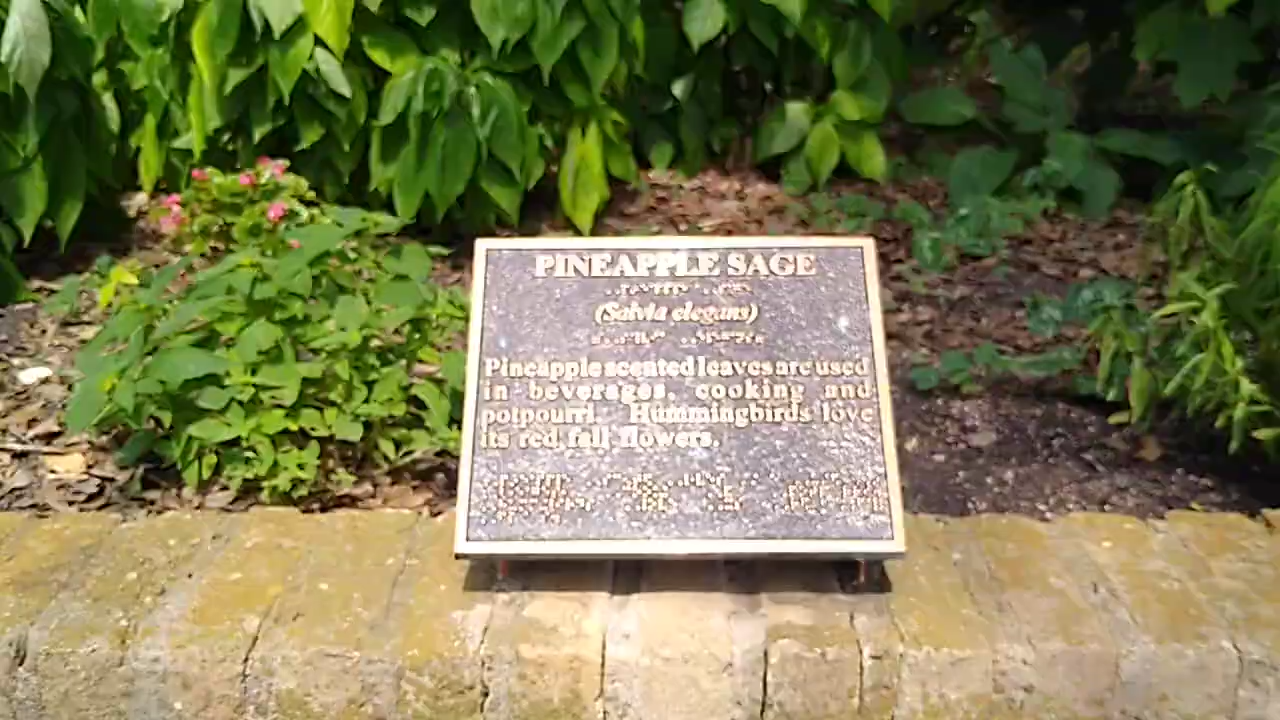 PINEAPPLE SAGE
(Salvia elegans)
Pineapple scented leaves are used
in beverages, cooking and
potpourri. Hummingbirds love
its red fall flowers.